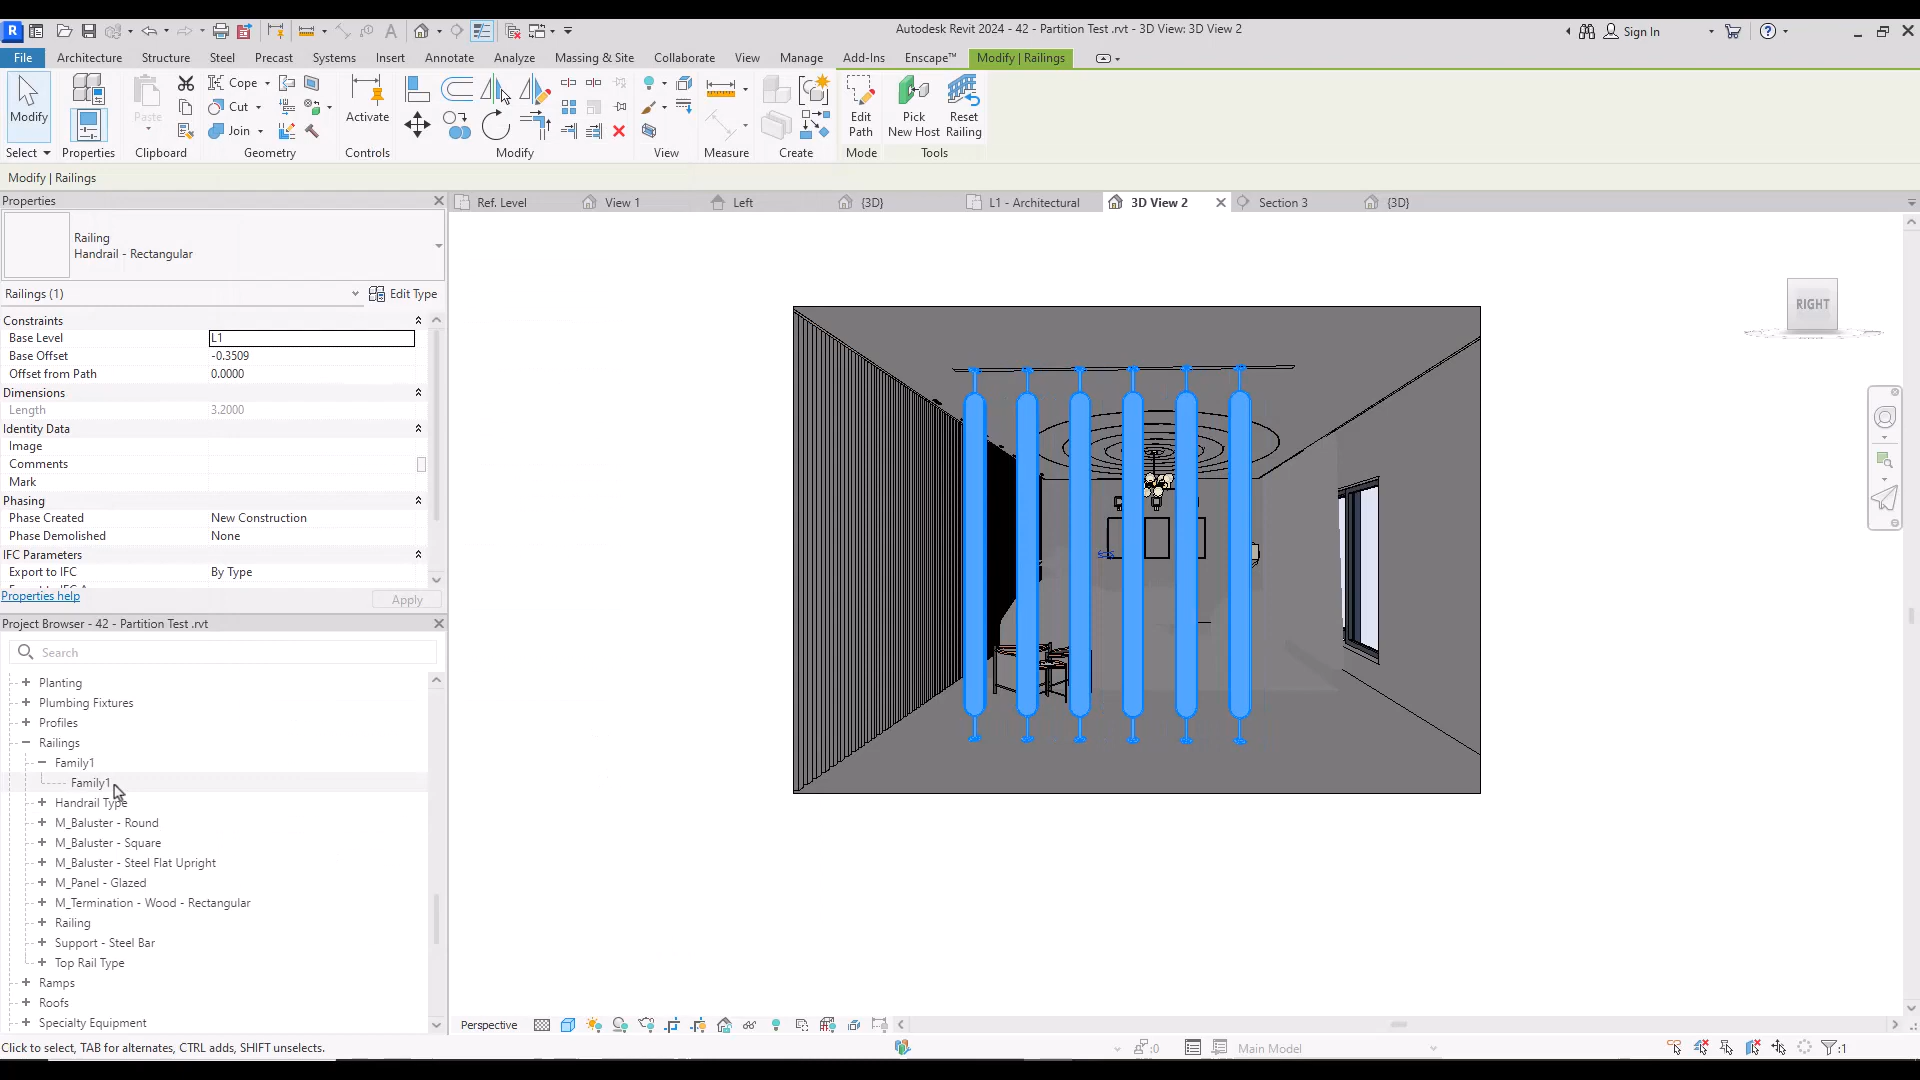 Autodesk Revit 2024 - 42 - Partition Test .rvt - 3D View: 3D View 2
Sign In
File Architecture Structure Steel Precast Systems Insert Annotate Analyze Massing & Site Collaborate View Manage Add-Ins Enscape™ Modify | Railings
Modify
Paste
Cope
Cut
Join
Activate
Edit Path
Pick New Host
Reset Railing
Select Properties Clipboard Geometry Controls Modify View Measure Create Mode Tools
Modify | Railings
Properties
Ref. Level View 1 Left {3D} L1 - Architectural 3D View 2 Section 3 {3D}
Railing
Handrail - Rectangular
Railings (1)
Edit Type
Constraints
Base Level L1
Base Offset -0.3509
Offset from Path 0.0000
Dimensions
Length 3.2000
Identity Data
Image
Comments
Mark
Phasing
Phase Created New Construction
Phase Demolished None
IFC Parameters
Export to IFC By Type
Properties help
Apply
RIGHT
Project Browser - 42 - Partition Test .rvt
Search
Planting
Plumbing Fixtures
Profiles
Railings
Family1
Family1
Handrail Type
M_Baluster - Round
M_Baluster - Square
M_Baluster - Steel Flat Upright
M_Panel - Glazed
M_Termination - Wood - Rectangular
Railing
Support - Steel Bar
Top Rail Type
Ramps
Roofs
Specialty Equipment
Perspective
Click to select, TAB for alternates, CTRL adds, SHIFT unselects.
:0
Main Model
:1